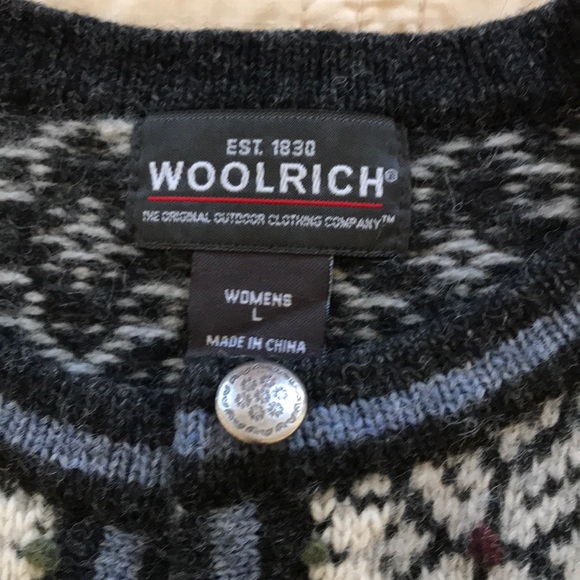 EST. 1830
WOOLRICH®
THE ORIGINAL OUTDOOR CLOTHING COMPANY™
WOMENS
L
MADE IN CHINA